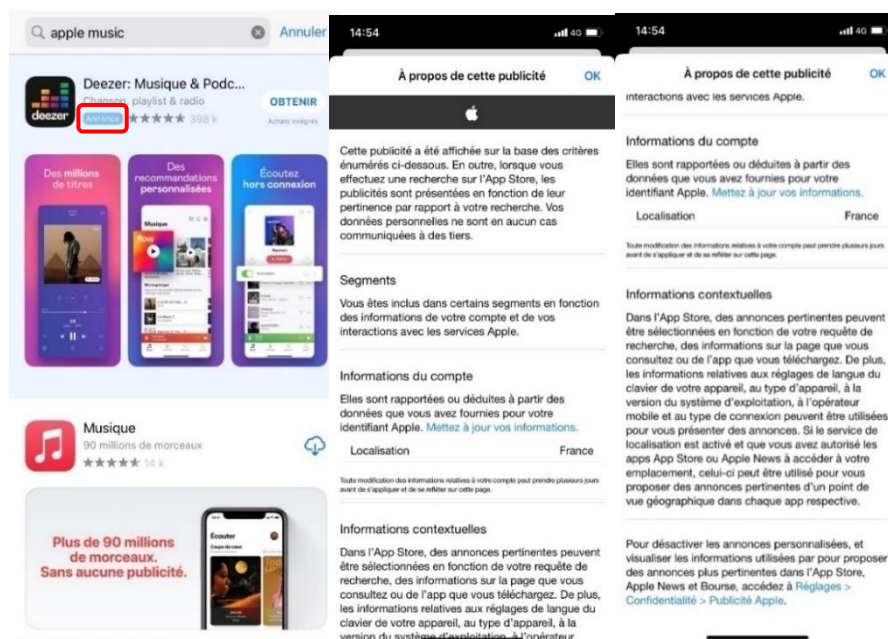 apple music
Annuler
Deezer: Musique & Podc...
Chanson, playlist & radio
deezer
Annonce
398 k
OBTENIR
Achats intégrés
Des millions
de titres
Des
recommandations
personnalisées
Écoutez
hors connexion
Musique
flow
Musique
90 millions de morceaux
14 k
Plus de 90 millions
de morceaux.
Sans aucune publicité.
Écouter
14:54
4G
À propos de cette publicité
OK
Cette publicité a été affichée sur la base des critères
énumérés ci-dessous. En outre, lorsque vous
effectuez une recherche sur l'App Store, les
publicités sont présentées en fonction de leur
pertinence par rapport à votre recherche. Vos
données personnelles ne sont en aucun cas
communiquées à des tiers.
Segments
Vous êtes inclus dans certains segments en fonction
des informations de votre compte et de vos
interactions avec les services Apple.
Informations du compte
Elles sont rapportées ou déduites à partir des
données que vous avez fournies pour votre
identifiant Apple. Mettez à jour vos informations.
Localisation
France
Toute modification des informations relatives à votre compte peut prendre plusieurs jours
avant de s'appliquer et de se refléter sur cette page.
Informations contextuelles
Dans l'App Store, des annonces pertinentes peuvent
être sélectionnées en fonction de votre requête de
recherche, des informations sur la page que vous
consultez ou de l'app que vous téléchargez. De plus,
les informations relatives aux réglages de langue du
clavier de votre appareil, au type d'appareil, à la
version du système d'exploitation, à l'opérateur
14:54
4G
À propos de cette publicité
OK
interactions avec les services Apple.
Informations du compte
Elles sont rapportées ou déduites à partir des
données que vous avez fournies pour votre
identifiant Apple. Mettez à jour vos informations.
Localisation
France
Toute modification des informations relatives à votre compte peut prendre plusieurs jours
avant de s'appliquer et de se refléter sur cette page.
Informations contextuelles
Dans l'App Store, des annonces pertinentes peuvent
être sélectionnées en fonction de votre requête de
recherche, des informations sur la page que vous
consultez ou de l'app que vous téléchargez. De plus,
les informations relatives aux réglages de langue du
clavier de votre appareil, au type d'appareil, à la
version du système d'exploitation, à l'opérateur
mobile et au type de connexion peuvent être utilisées
pour vous présenter des annonces. Si le service de
localisation est activé et que vous avez autorisé les
apps App Store ou Apple News à accéder à votre
emplacement, celui-ci peut être utilisé pour vous
proposer des annonces pertinentes d'un point de
vue géographique dans chaque app respective.
Pour désactiver les annonces personnalisées, et
visualiser les informations utilisées par pour proposer
des annonces plus pertinentes dans l'App Store,
Apple News et Bourse, accédez à Réglages >
Confidentialité > Publicité Apple.